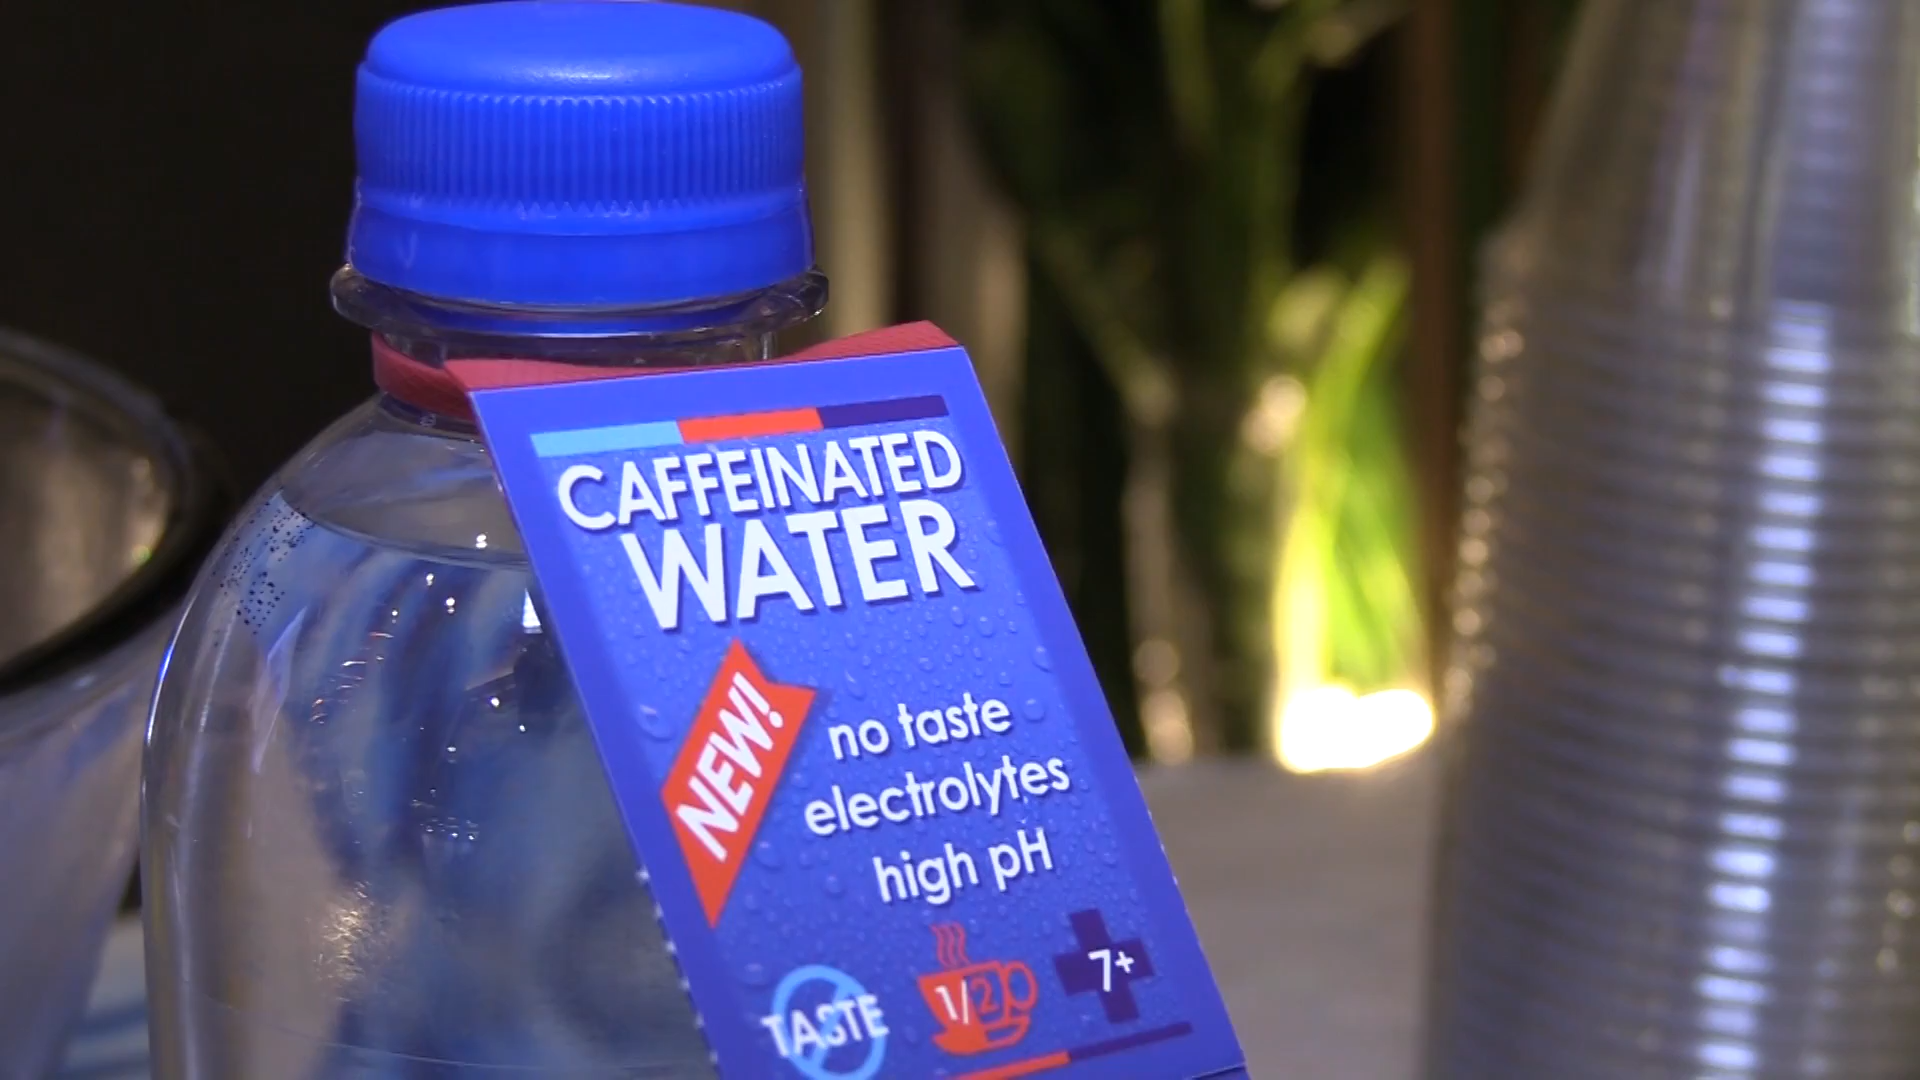 CAFFEINATED
WATER
NEW!
no taste
electrolytes
high pH
TASTE
1/2
7+